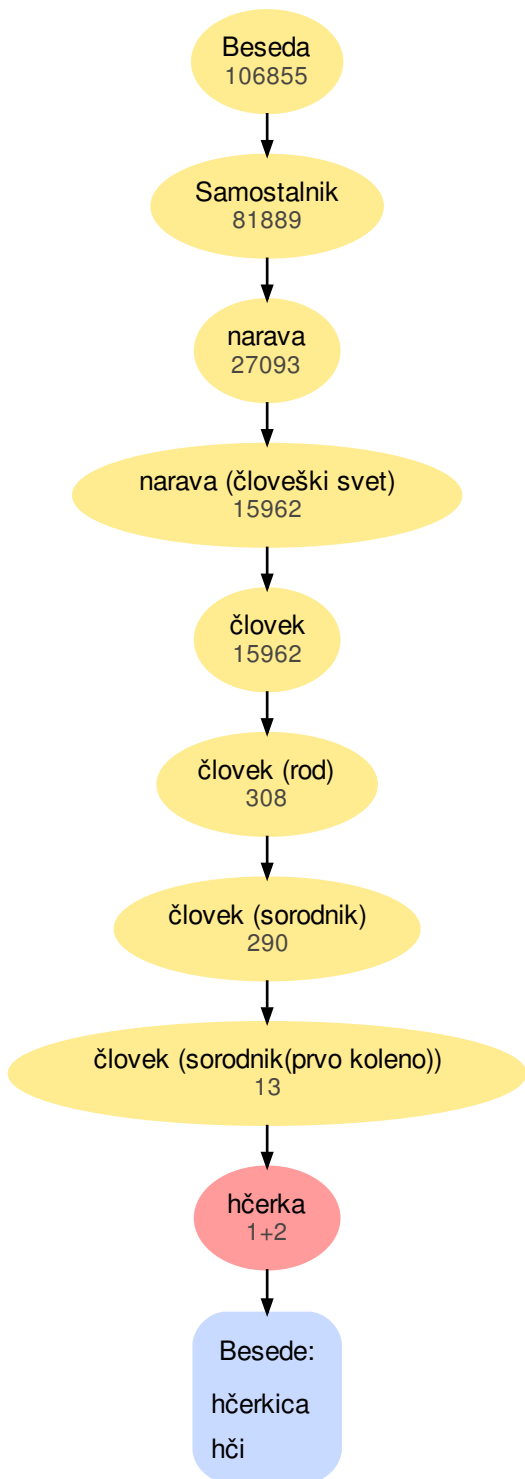 Beseda
106855
Samostalnik
81889
narava
27093
narava (človeški svet)
15962
človek
15962
človek (rod)
308
človek (sorodnik)
290
človek (sorodnik(prvo koleno))
13
hčerka
1+2
Besede:
hčerkica
hči